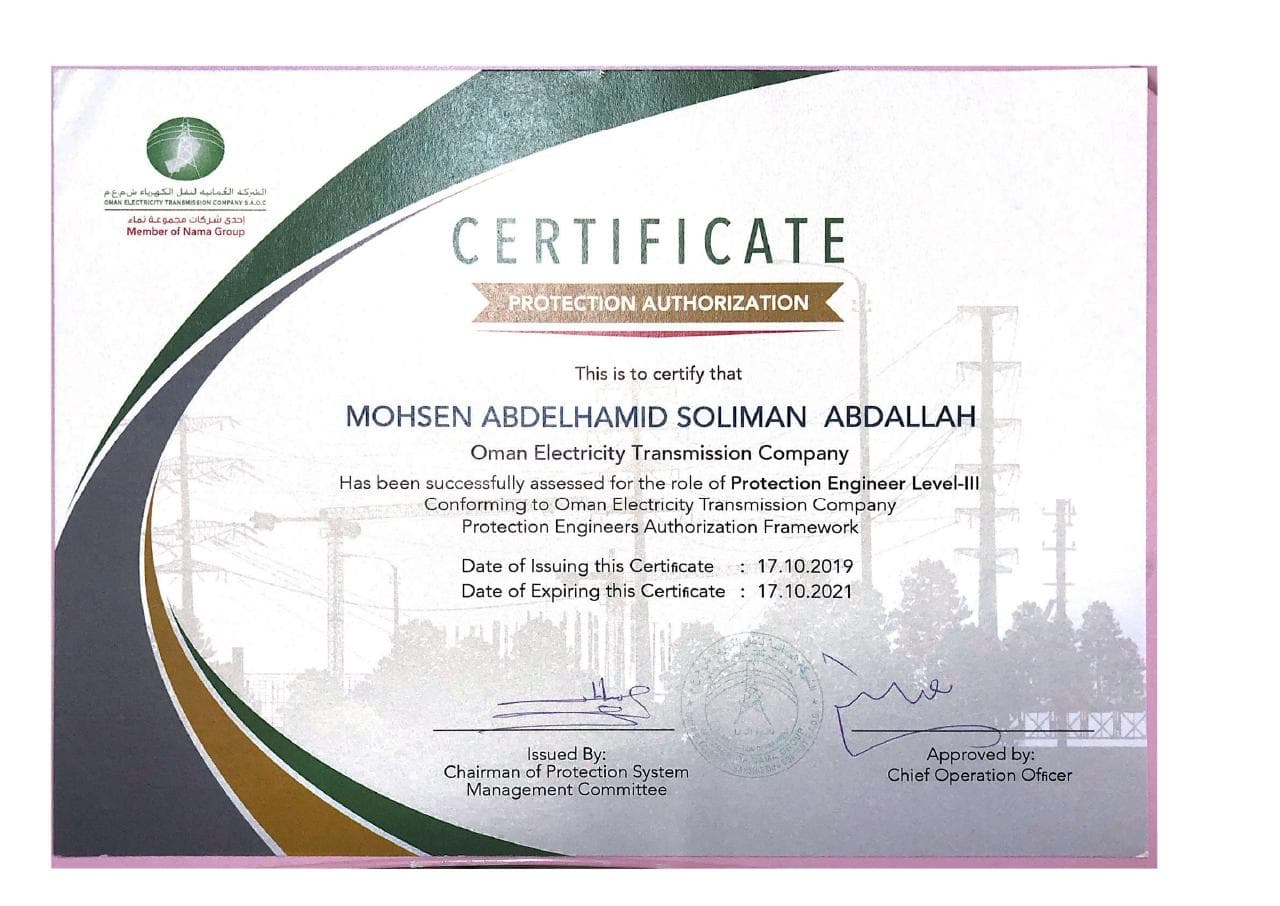 الشركة العُمانية لنقل الكهرباء ش.م.ع.م
OMAN ELECTRICITY TRANSMISSION COMPANY S.A.O.C
إحدى شركات مجموعة نماء
Member of Nama Group
CERTIFICATE
PROTECTION AUTHORIZATION
This is to certify that
MOHSEN ABDELHAMID SOLIMAN ABDALLAH
Oman Electricity Transmission Company
Has been successfully assessed for the role of Protection Engineer Level-III
Conforming to Oman Electricity Transmission Company
Protection Engineers Authorization Framework
Date of Issuing this Certificate : 17.10.2019
Date of Expiring this Certificate : 17.10.2021
Issued By:
Chairman of Protection System
Management Committee
Approved by:
Chief Operation Officer